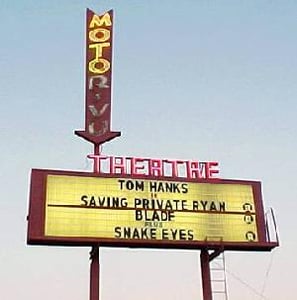 MOTOR-VU
THEATRE
TOM HANKS
IN
SAVING PRIVATE RYAN
BLADE
PLUS
SNAKE EYES